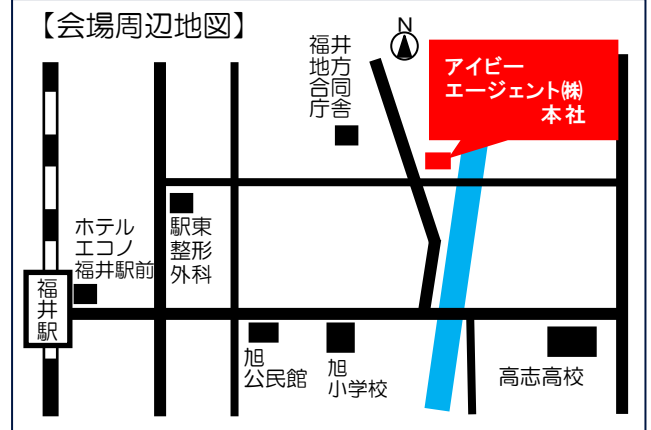 【会場周辺地図】
N
福井
地方
合同
庁舎
アイビー
エージェント㈱
本社
ホテル
エコノ
福井駅前
駅東
整形
外科
福井駅
旭
公民館
旭
小学校
高志高校